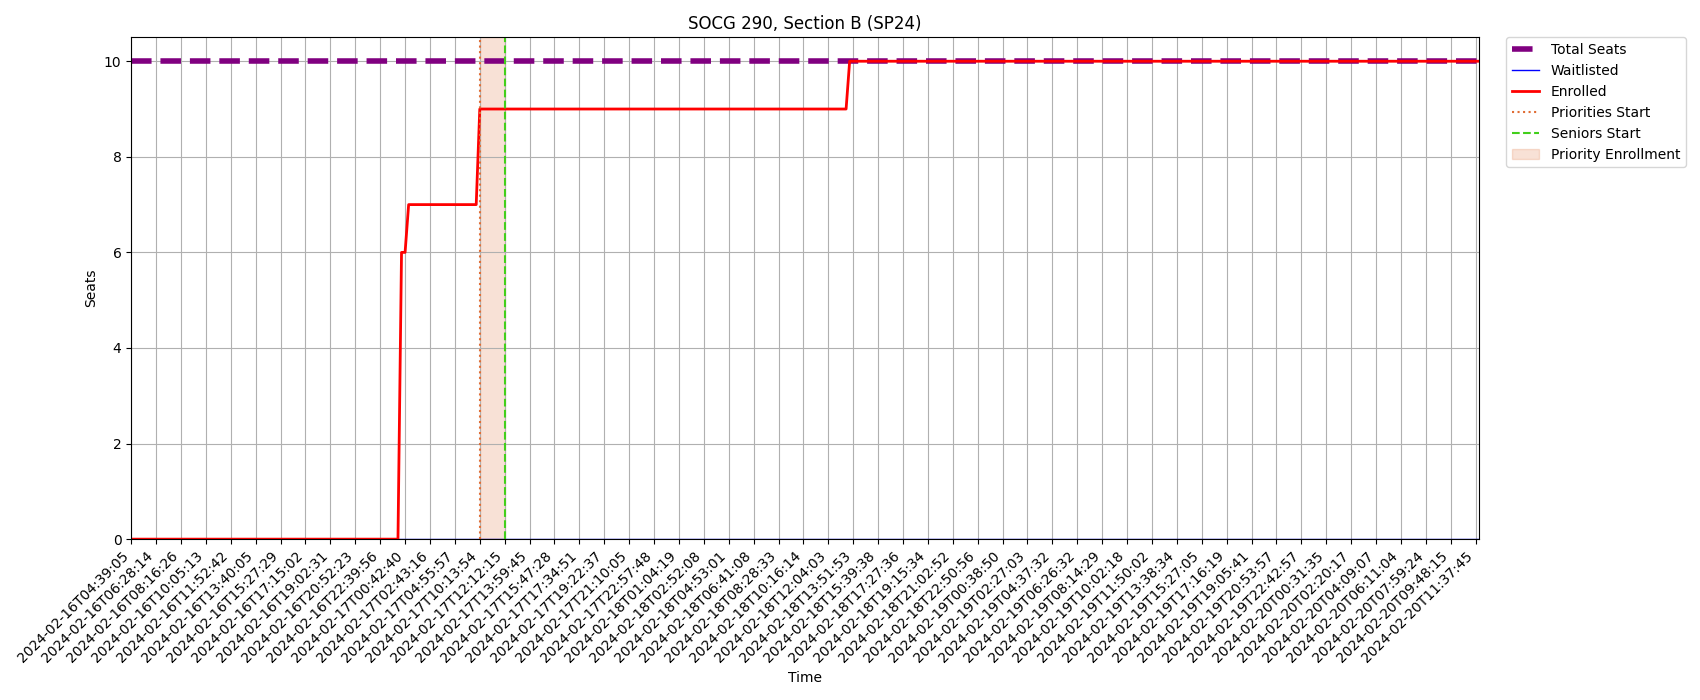 SOCG 290, Section B (SP24)
Total Seats
Waitlisted
Enrolled
Priorities Start
Seniors Start
Priority Enrollment
Seats
10
8
6
4
2
0
2024-02-16T04:39:05
2024-02-16T06:28:14
2024-02-16T08:16:26
2024-02-16T10:05:13
2024-02-16T11:52:42
2024-02-16T13:40:05
2024-02-16T15:27:29
2024-02-16T17:15:02
2024-02-16T19:02:31
2024-02-16T20:52:23
2024-02-16T22:39:56
2024-02-17T00:42:40
2024-02-17T02:43:16
2024-02-17T04:55:57
2024-02-17T10:13:54
2024-02-17T12:12:15
2024-02-17T13:59:45
2024-02-17T15:47:28
2024-02-17T17:34:51
2024-02-17T19:22:37
2024-02-17T21:10:05
2024-02-17T22:57:48
2024-02-18T01:04:19
2024-02-18T02:52:08
2024-02-18T04:53:01
2024-02-18T06:41:08
2024-02-18T08:28:33
2024-02-18T10:16:14
2024-02-18T12:04:03
2024-02-18T13:51:53
2024-02-18T15:39:38
2024-02-18T17:27:36
2024-02-18T19:15:34
2024-02-18T21:02:52
2024-02-18T22:50:56
2024-02-19T00:38:50
2024-02-19T02:27:03
2024-02-19T04:37:32
2024-02-19T06:26:32
2024-02-19T08:14:29
2024-02-19T10:02:18
2024-02-19T11:50:02
2024-02-19T13:38:34
2024-02-19T15:27:05
2024-02-19T17:16:19
2024-02-19T19:05:41
2024-02-19T20:53:57
2024-02-19T22:42:57
2024-02-20T00:31:35
2024-02-20T02:20:17
2024-02-20T04:09:07
2024-02-20T06:11:04
2024-02-20T07:59:24
2024-02-20T09:48:15
2024-02-20T11:37:45
Time